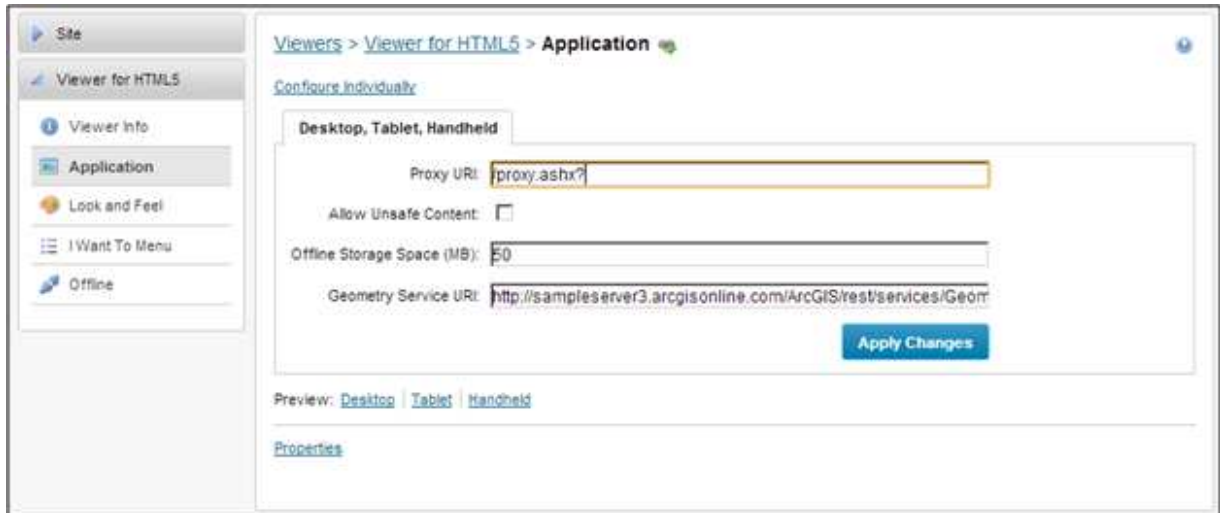 Site
Viewer for HTML5
Viewer Info
Application
Look and Feel
I Want To Menu
Offline
Viewers > Viewer for HTML5 > Application
Configure Individually
Desktop, Tablet, Handheld
Proxy URI: /proxy.ashx?
Allow Unsafe Content:
Offline Storage Space (MB): 50
Geometry Service URI: http://sampleserver3.arcgisonline.com/ArcGIS/rest/services/Geom
Apply Changes
Preview: Desktop | Tablet | Handheld
Properties